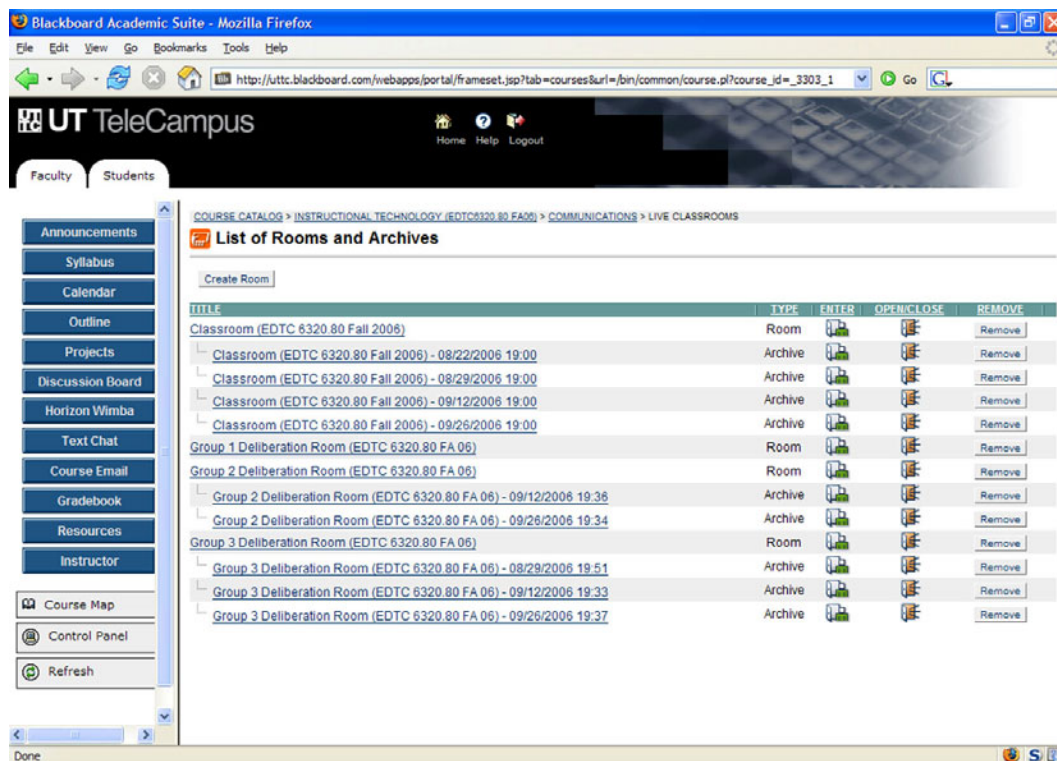 Blackboard Academic Suite - Mozilla Firefox
File Edit View Go Bookmarks Tools Help
http://uttc.blackboard.com/webapps/portal/frameset.jsp?tab=courses&url=/bin/common/course.pl?course_id=_3303_1 Go G
UT TeleCampus
Home Help Logout
Faculty Students
COURSE CATALOG > INSTRUCTIONAL TECHNOLOGY (EDTC6320.80 FA06) > COMMUNICATIONS > LIVE CLASSROOMS
List of Rooms and Archives
Create Room
TITLE TYPE ENTER OPEN/CLOSE REMOVE
Classroom (EDTC 6320.80 Fall 2006) Room Remove
Classroom (EDTC 6320.80 Fall 2006) - 08/22/2006 19:00 Archive Remove
Classroom (EDTC 6320.80 Fall 2006) - 08/29/2006 19:00 Archive Remove
Classroom (EDTC 6320.80 Fall 2006) - 09/12/2006 19:00 Archive Remove
Classroom (EDTC 6320.80 Fall 2006) - 09/26/2006 19:00 Archive Remove
Group 1 Deliberation Room (EDTC 6320.80 FA 06) Room Remove
Group 2 Deliberation Room (EDTC 6320.80 FA 06) Room Remove
Group 2 Deliberation Room (EDTC 6320.80 FA 06) - 09/12/2006 19:36 Archive Remove
Group 2 Deliberation Room (EDTC 6320.80 FA 06) - 09/26/2006 19:34 Archive Remove
Group 3 Deliberation Room (EDTC 6320.80 FA 06) Room Remove
Group 3 Deliberation Room (EDTC 6320.80 FA 06) - 08/29/2006 19:51 Archive Remove
Group 3 Deliberation Room (EDTC 6320.80 FA 06) - 09/12/2006 19:33 Archive Remove
Group 3 Deliberation Room (EDTC 6320.80 FA 06) - 09/26/2006 19:37 Archive Remove
Announcements
Syllabus
Calendar
Outline
Projects
Discussion Board
Horizon Wimba
Text Chat
Course Email
Gradebook
Resources
Instructor
Course Map
Control Panel
Refresh
Done